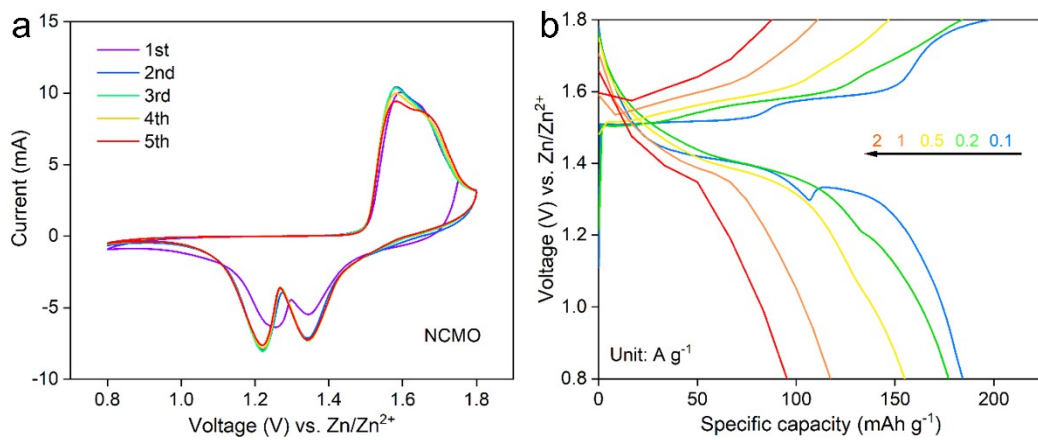 a
15
10
5
0
-5
-10
Current (mA)
1st
2nd
3rd
4th
5th
NCMO
0.8 1.0 1.2 1.4 1.6 1.8
Voltage (V) vs. Zn/Zn²⁺
b
1.8
1.6
1.4
1.2
1.0
0.8
Voltage (V) vs. Zn/Zn²⁺
2 1 0.5 0.2 0.1
Unit: A g⁻¹
0 50 100 150 200
Specific capacity (mAh g⁻¹)